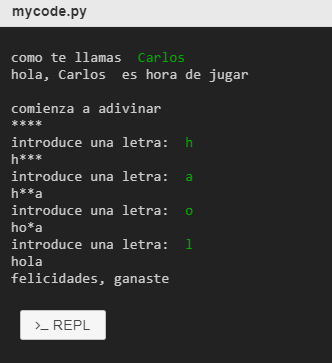 mycode.py
como te llamas  Carlos
hola, Carlos  es hora de jugar
comienza a adivinar
****
introduce una letra:  h
h***
introduce una letra:  a
h**a
introduce una letra:  o
ho*a
introduce una letra:  l
hola
felicidades, ganaste
>_ REPL